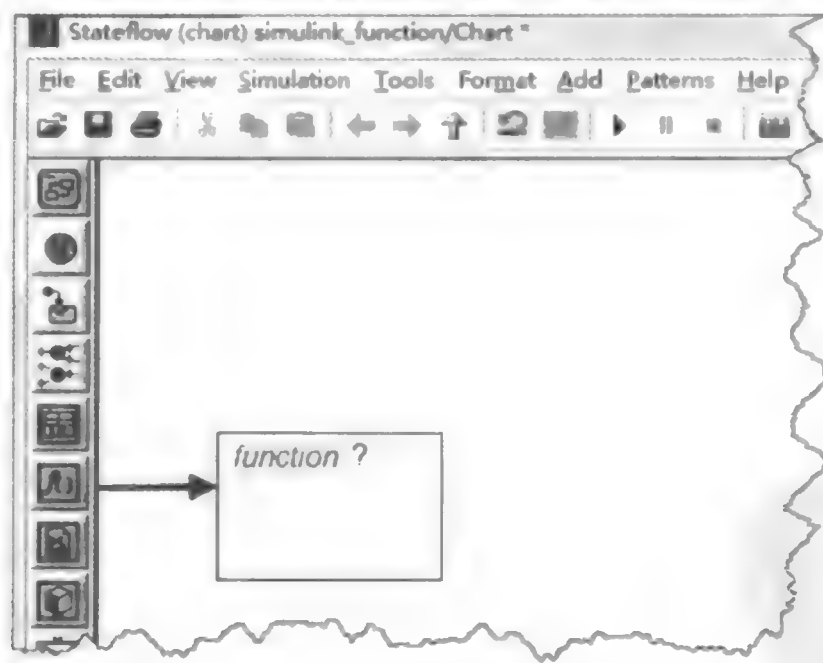 Stateflow (chart) simulink_function/Chart *
File Edit View Simulation Tools Format Add Patterns Help
function ?